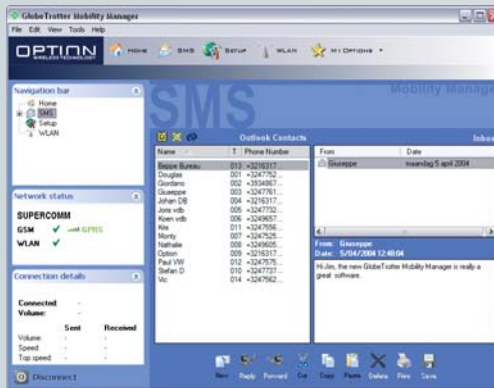 GlobeTrotter Mobility Manager
File Edit View Tools Help
OPTION
WIRELESS TECHNOLOGY
HOME SMS SETUP WLAN MY OPTIONS
Navigation bar
Home
SMS
Setup
WLAN
Network status
SUPERCOMM
GSM GPRS
WLAN
Connection details
Connected -
Volume: -
Sent Received
Volume: - -
Speed: - -
Top speed - -
Disconnect
SMS
Mobility Manage
Outlook Contacts
Name T Phone Number
Beppe Bureau 013 +3216317...
Douglas 001 +3247752...
Giordano 002 +3934867...
Giuseppe 003 +3247761...
Johan DB 004 +3216317...
Joris vdb 005 +3247732...
Koen vdb 006 +3249657...
Kris 011 +3247556...
Monty 007 +3247525...
Nathalie 008 +3249605...
Option 009 +3216317...
Paul VW 012 +3247575...
Stefan D 010 +3247737...
Vic 014 +3247562...
Inbox
From Date
Giuseppe maandag 5 april 2004
From: Giuseppe
Date: 5/04/2004 12:48:04
Hi Jim, the new GlobeTrotter Mobility Manager is really a
great software.
New Reply Forward Cut Copy Paste Delete Print Save